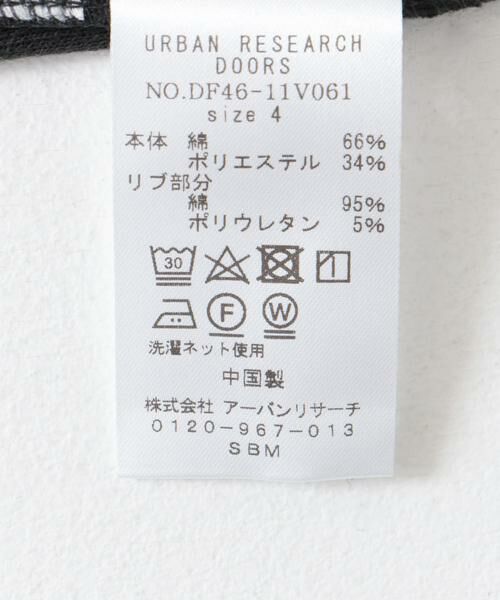 URBAN RESEARCH
DOORS
NO.DF46-11V061
size 4
本体 綿 66%
ポリエステル 34%
リブ部分
綿 95%
ポリウレタン 5%
30
F W
洗濯ネット使用
中国製
株式会社 アーバンリサーチ
0120-967-013
SBM